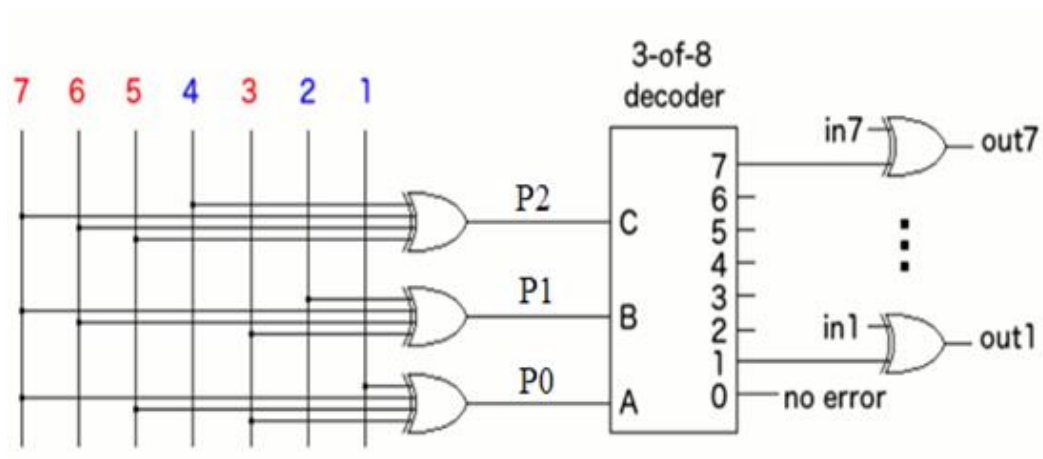 3-of-8
decoder
7 6 5 4 3 2 1
in7
out7
7
6
5
4
3
2
1
0
P2
C
P1
B
P0
A
in1
out1
no error